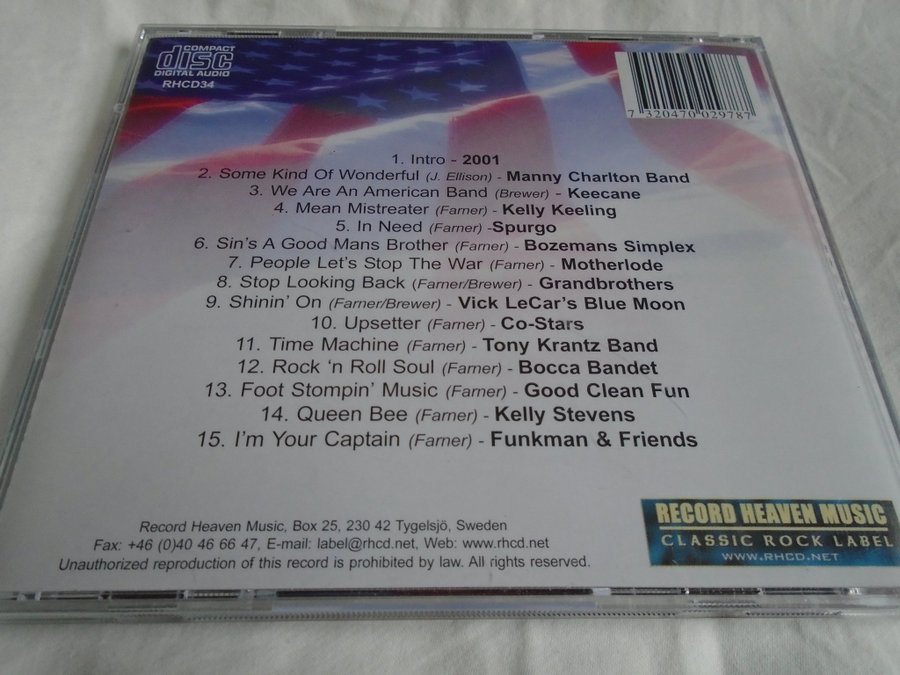 COMPACT
disc
DIGITAL AUDIO
RHCD34
7 320470 029787
1. Intro - 2001
2. Some Kind Of Wonderful (J. Ellison) - Manny Charlton Band
3. We Are An American Band (Brewer) - Keecane
4. Mean Mistreater (Farner) - Kelly Keeling
5. In Need (Farner) -Spurgo
6. Sin's A Good Mans Brother (Farner) - Bozemans Simplex
7. People Let's Stop The War (Farner) - Motherlode
8. Stop Looking Back (Farner/Brewer) - Grandbrothers
9. Shinin' On (Farner/Brewer) - Vick LeCar's Blue Moon
10. Upsetter (Farner) - Co-Stars
11. Time Machine (Farner) - Tony Krantz Band
12. Rock 'n Roll Soul (Farner) - Bocca Bandet
13. Foot Stompin' Music (Farner) - Good Clean Fun
14. Queen Bee (Farner) - Kelly Stevens
15. I'm Your Captain (Farner) - Funkman & Friends
Record Heaven Music, Box 25, 230 42 Tygelsjö, Sweden
Fax: +46 (0)40 46 66 47, E-mail: label@rhcd.net, Web: www.rhcd.net
Unauthorized reproduction of this record is prohibited by law. All rights reserved.
RECORD HEAVEN MUSIC
CLASSIC ROCK LABEL
WWW.RHCD.NET